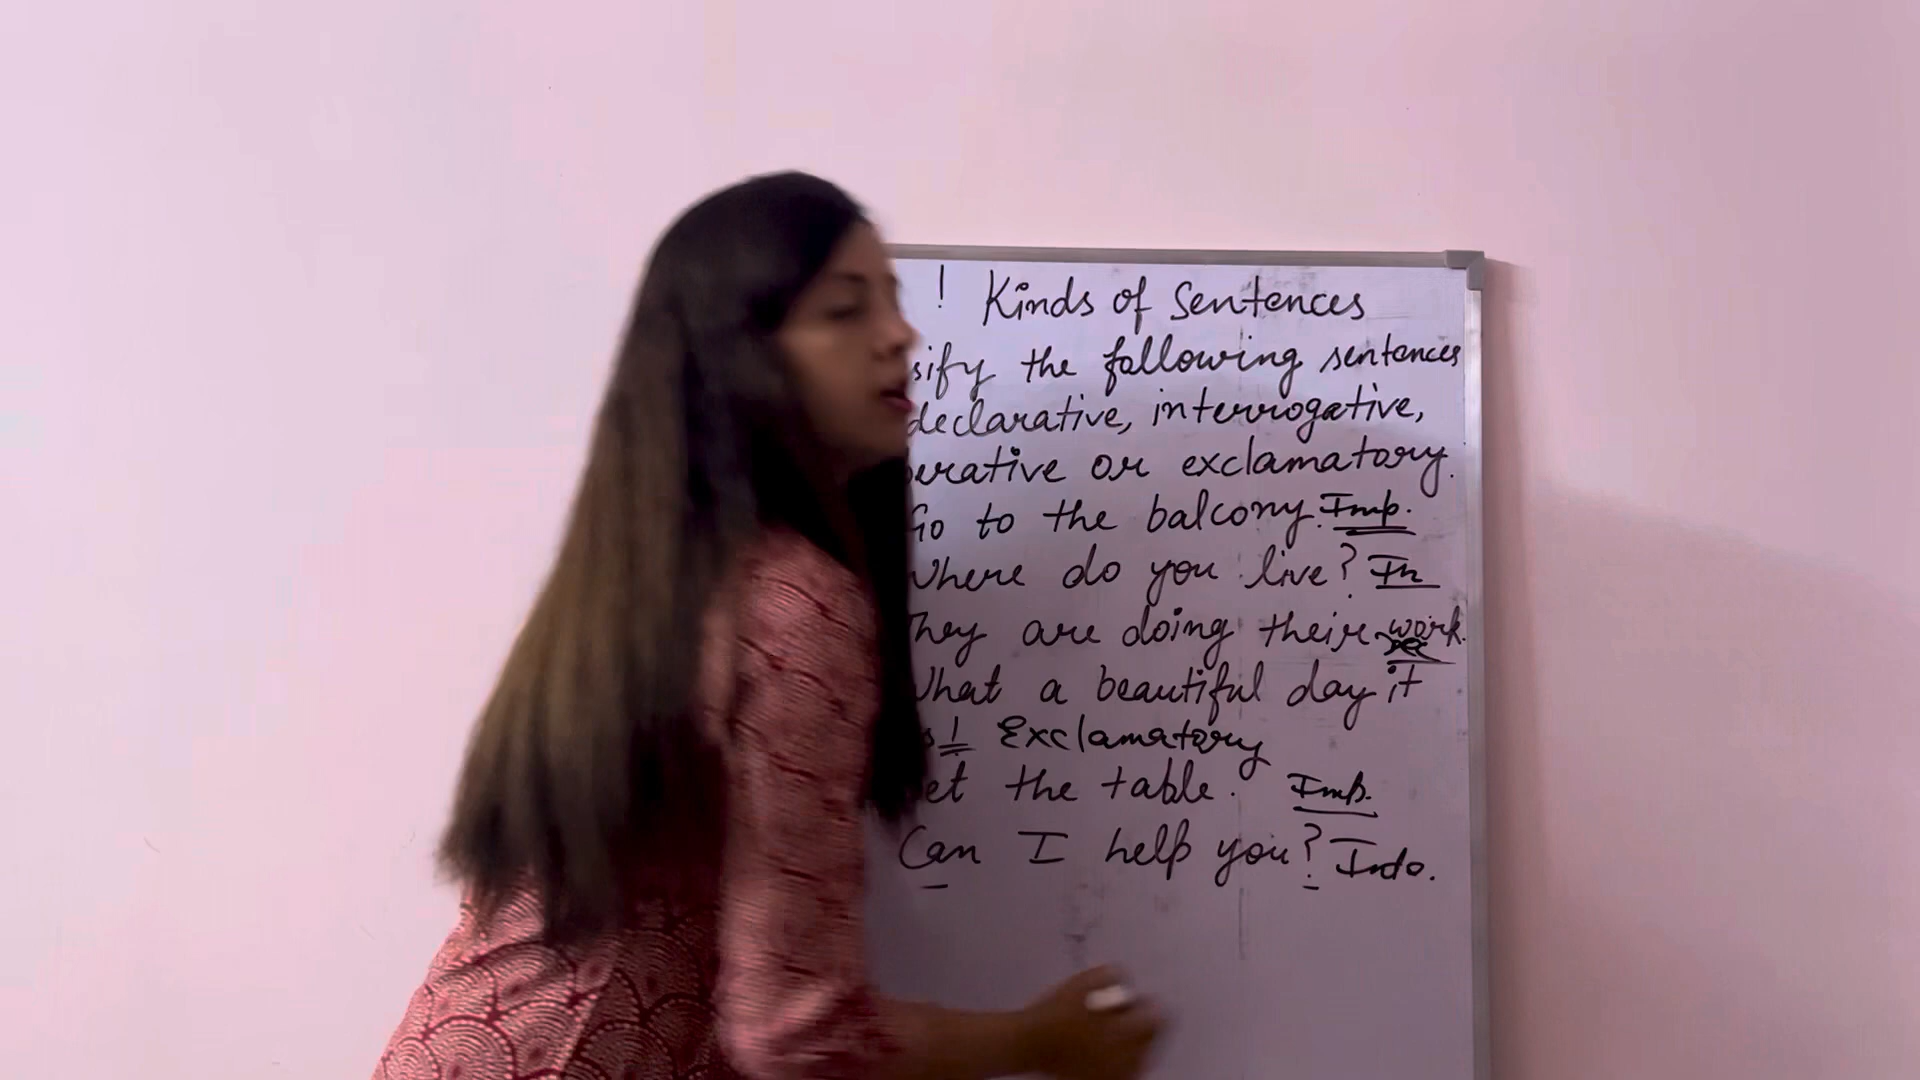 ! Kinds of Sentences
sify the following sentences
declarative, interrogative,
erative or exclamatory.
Go to the balcony. Imp.
Where do you live? In
They are doing their work.
What a beautiful day it
s! Exclamatory
et the table. Imp.
Can I help you?